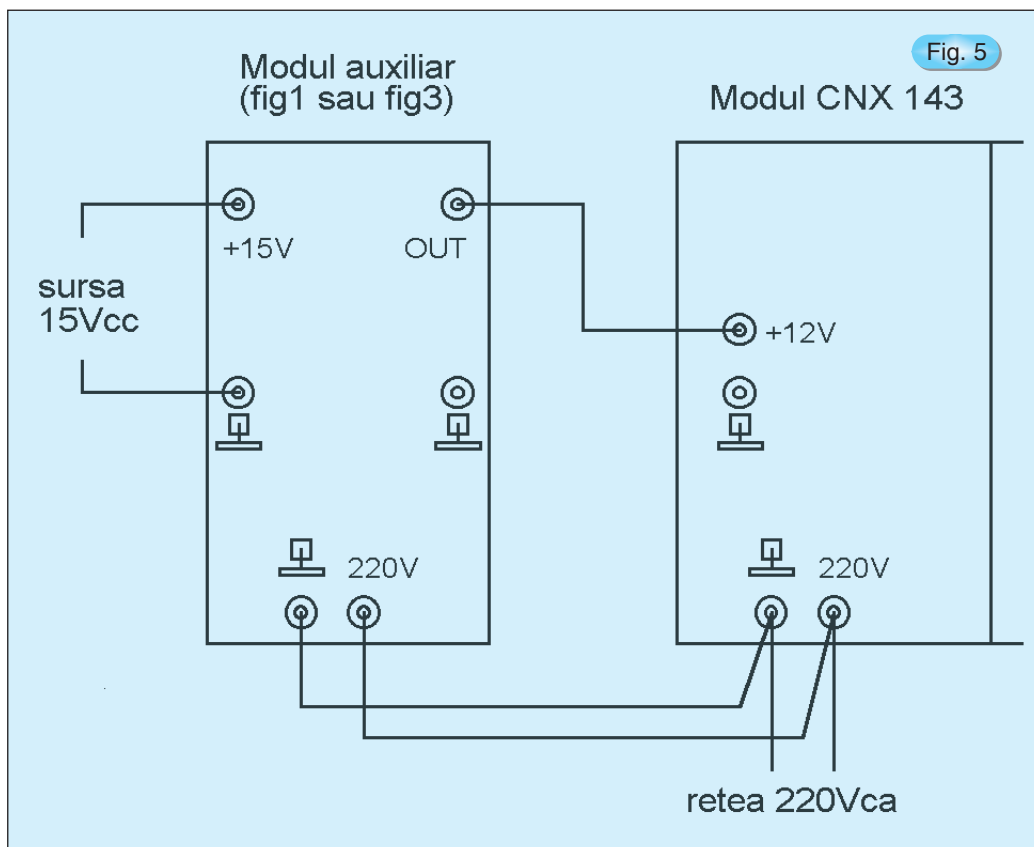 Fig. 5
Modul auxiliar
(fig1 sau fig3)
Modul CNX 143
+15V
OUT
sursa
15Vcc
+12V
220V
220V
retea 220Vca